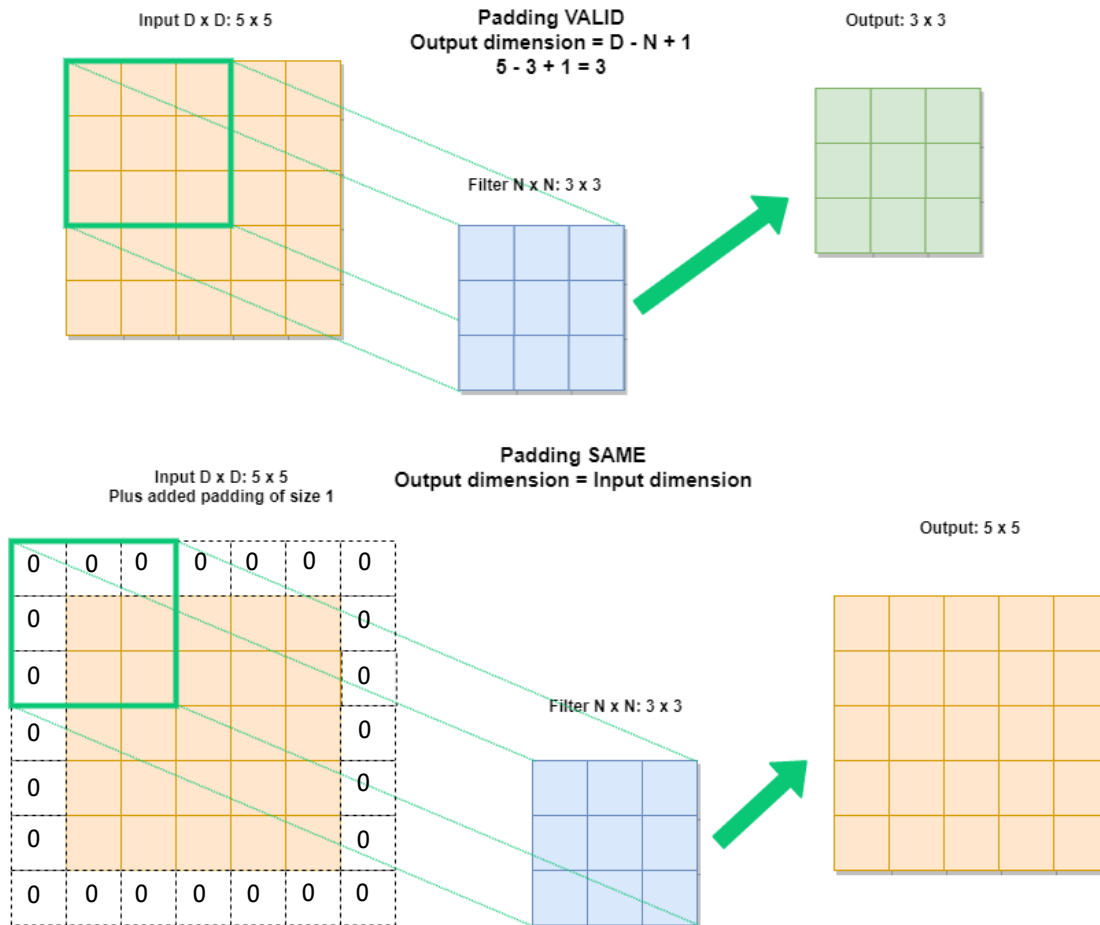 Input D x D: 5 x 5
Padding VALID
Output dimension = D - N + 1
5 - 3 + 1 = 3
Output: 3 x 3
Filter N x N: 3 x 3
Padding SAME
Output dimension = Input dimension
Input D x D: 5 x 5
Plus added padding of size 1
Output: 5 x 5
Filter N x N: 3 x 3
0 0 0 0 0 0 0
0 0
0 0
0 0
0 0
0 0
0 0 0 0 0 0 0